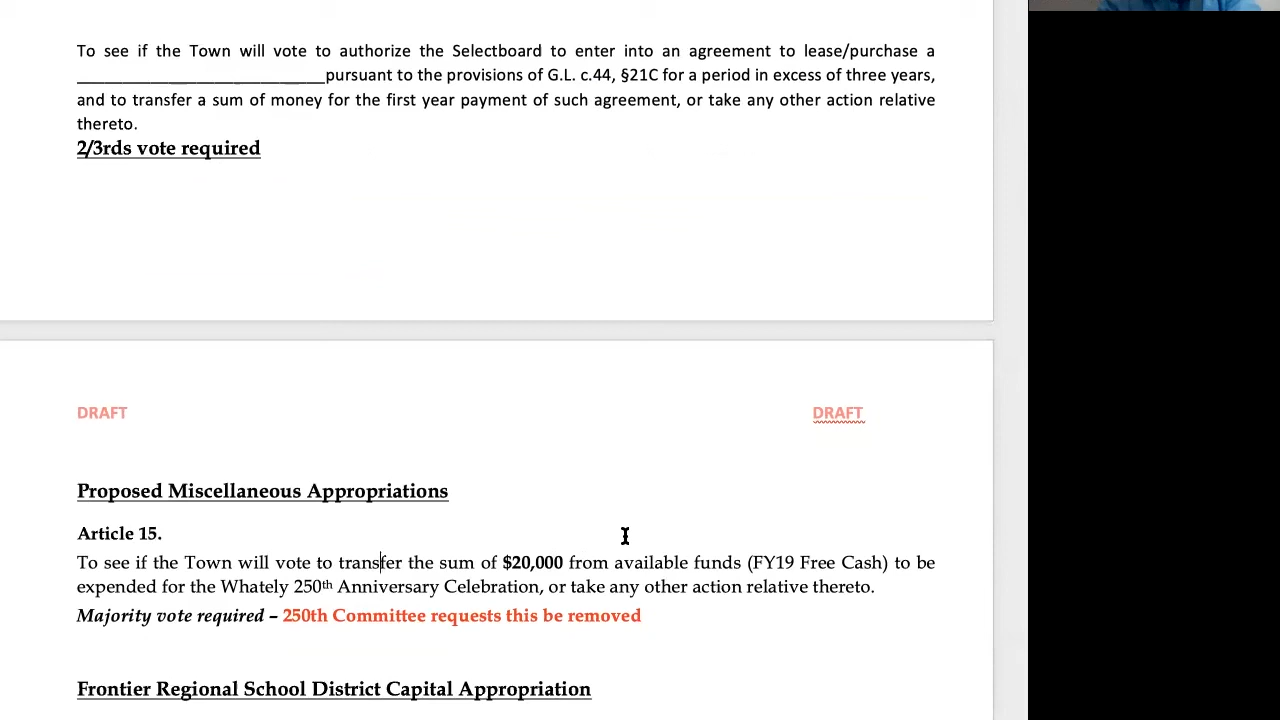 To see if the Town will vote to authorize the Selectboard to enter into an agreement to lease/purchase a
___________________________pursuant to the provisions of G.L. c.44, §21C for a period in excess of three years,
and to transfer a sum of money for the first year payment of such agreement, or take any other action relative
thereto.
2/3rds vote required
DRAFT DRAFT
Proposed Miscellaneous Appropriations
Article 15.
To see if the Town will vote to transfer the sum of $20,000 from available funds (FY19 Free Cash) to be
expended for the Whately 250th Anniversary Celebration, or take any other action relative thereto.
Majority vote required – 250th Committee requests this be removed
Frontier Regional School District Capital Appropriation